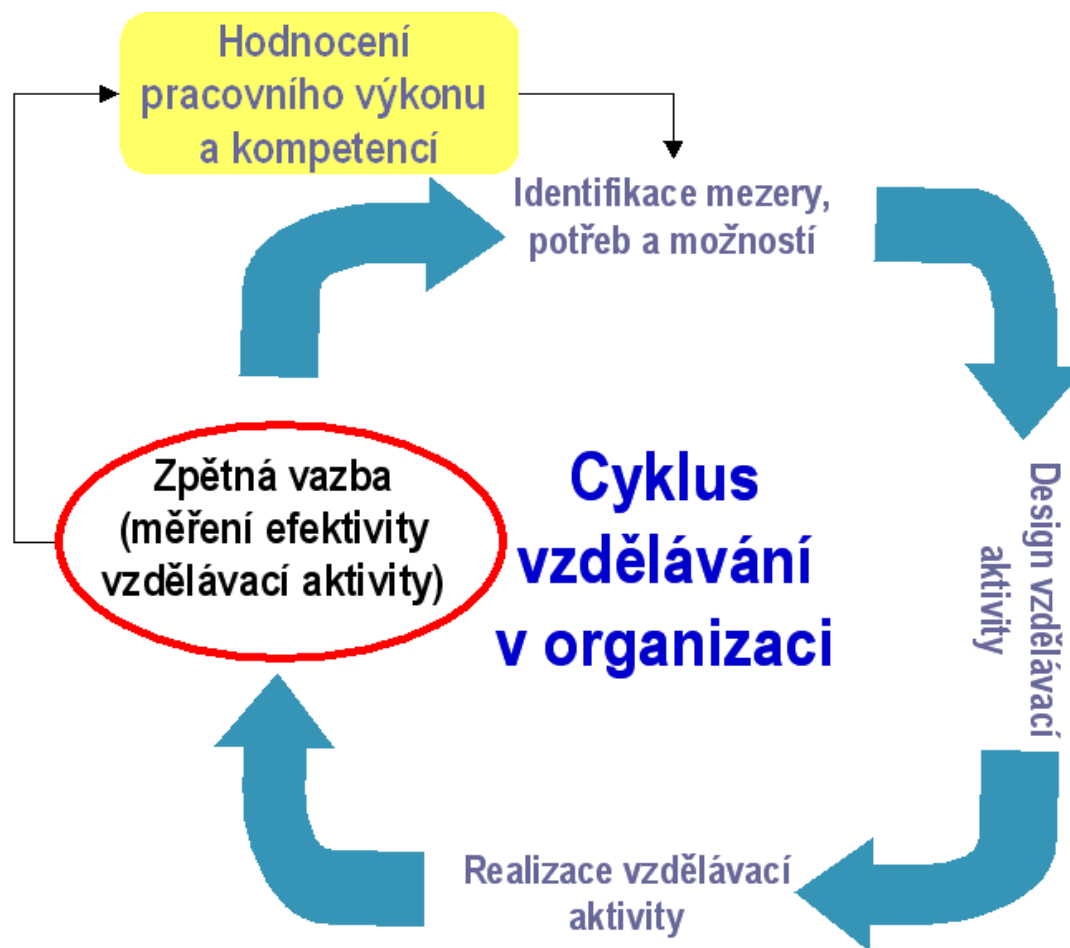 Hodnocení
pracovního výkonu
a kompetencí
Identifikace mezery,
potřeb a možností
Zpětná vazba
(měření efektivity
vzdělávací aktivity)
Cyklus
vzdělávání
v organizaci
Design vzdělávací
aktivity
Realizace vzdělávací
aktivity